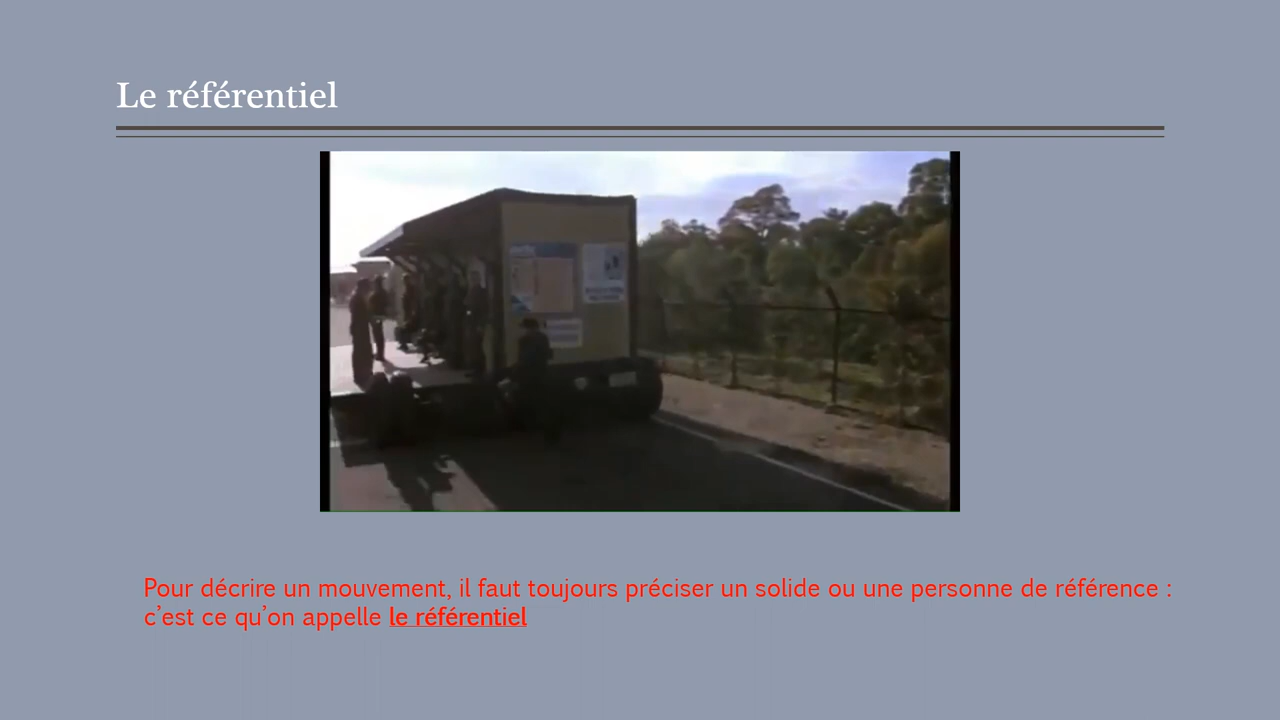 Le référentiel
Pour décrire un mouvement, il faut toujours préciser un solide ou une personne de référence :
c’est ce qu’on appelle le référentiel